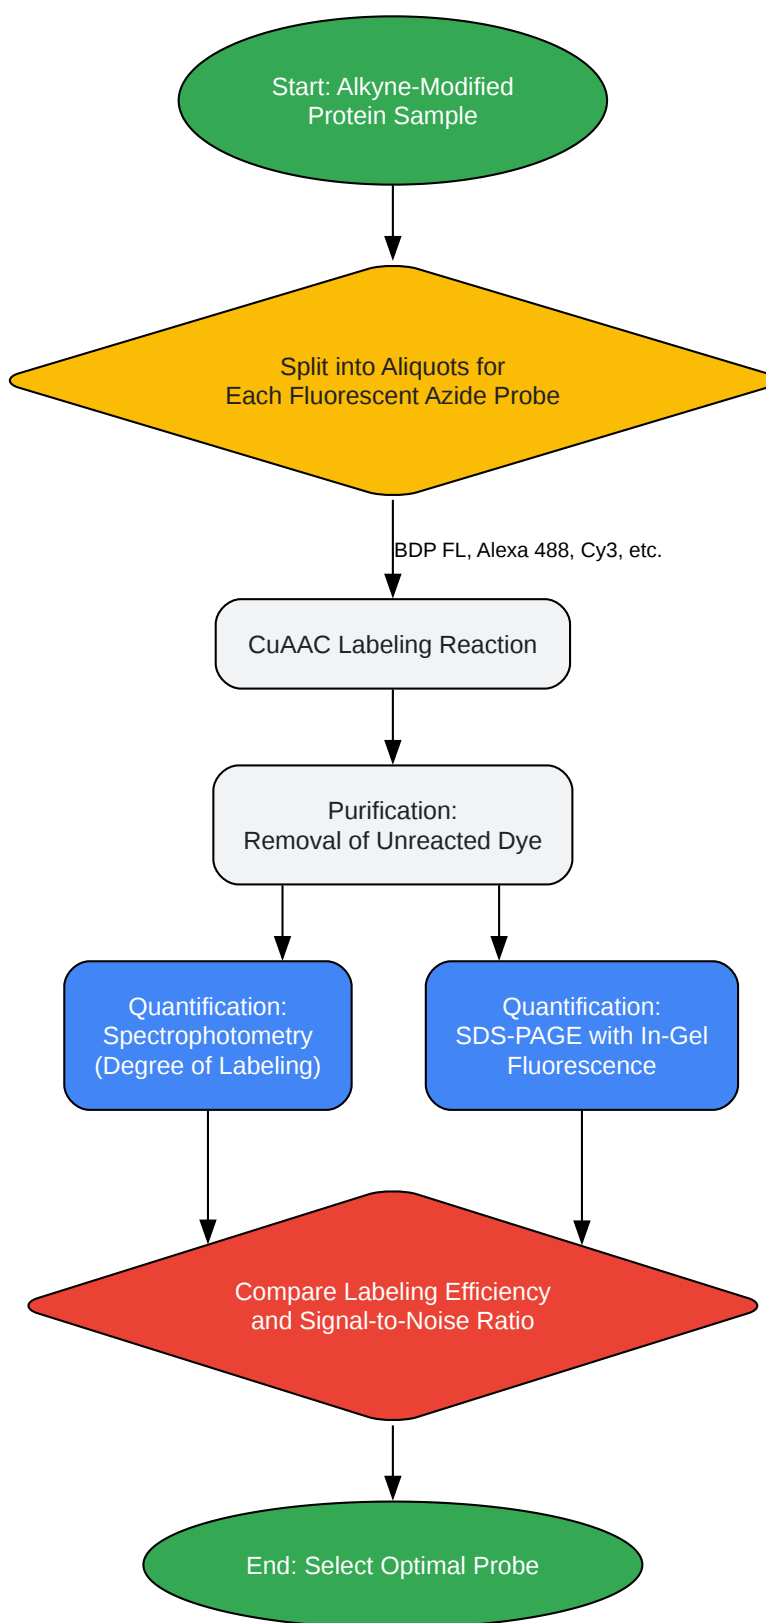 Start: Alkyne-Modified
Protein Sample
Split into Aliquots for
Each Fluorescent Azide Probe
BDP FL, Alexa 488, Cy3, etc.
CuAAC Labeling Reaction
Purification:
Removal of Unreacted Dye
Quantification:
Spectrophotometry
(Degree of Labeling)
Quantification:
SDS-PAGE with In-Gel
Fluorescence
Compare Labeling Efficiency
and Signal-to-Noise Ratio
End: Select Optimal Probe